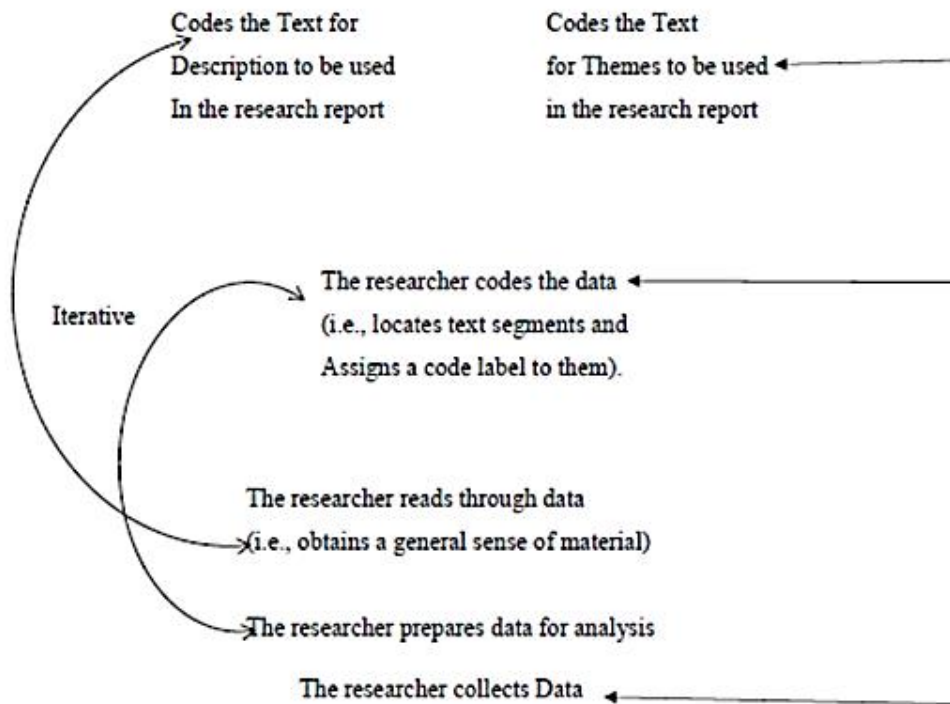 Codes the Text for
Description to be used
In the research report
Codes the Text
for Themes to be used
in the research report
Iterative
The researcher codes the data
(i.e., locates text segments and
Assigns a code label to them).
The researcher reads through data
(i.e., obtains a general sense of material)
The researcher prepares data for analysis
The researcher collects Data